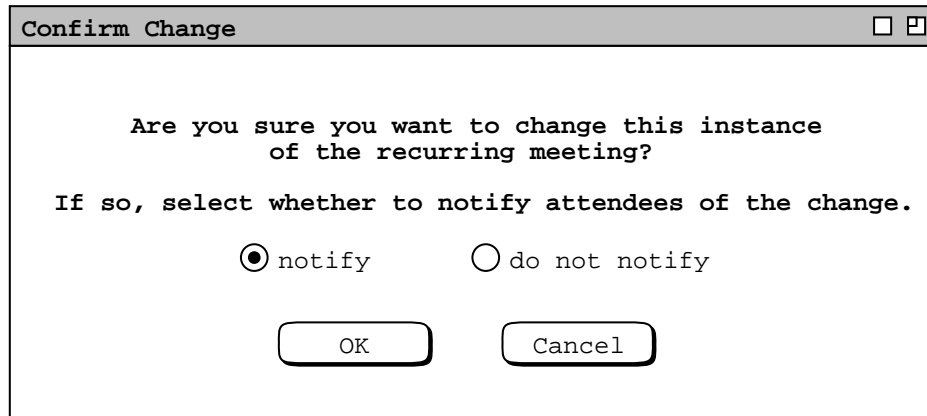 Confirm Change
Are you sure you want to change this instance
of the recurring meeting?
If so, select whether to notify attendees of the change.
notify do not notify
OK Cancel